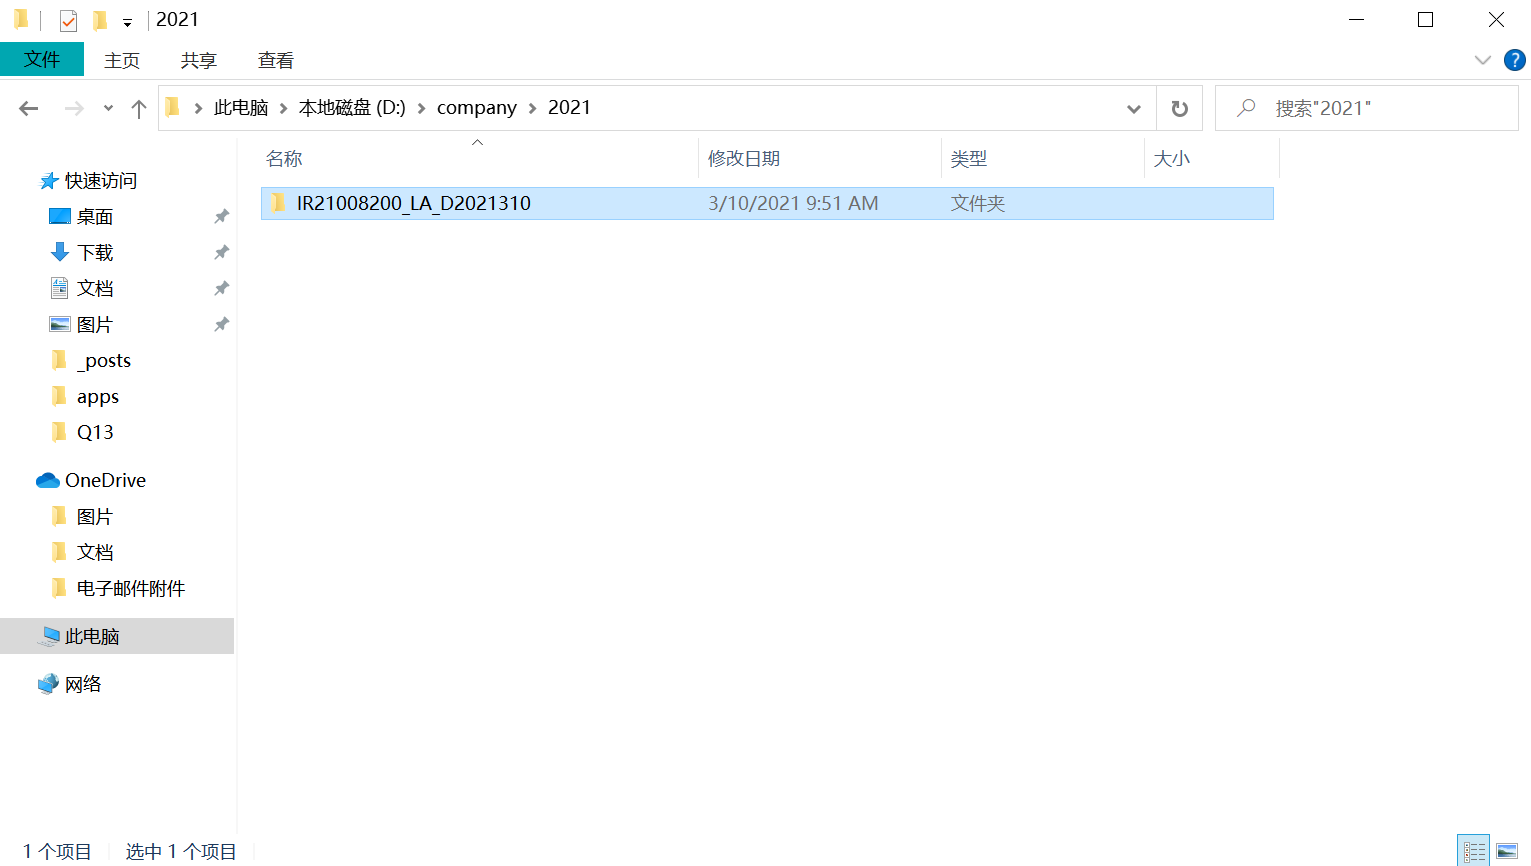 2021
文件 主页 共享 查看
此电脑 本地磁盘 (D:) company 2021
搜索"2021"
名称 修改日期 类型 大小
IR21008200_LA_D2021310 3/10/2021 9:51 AM 文件夹
快速访问
桌面
下载
文档
图片
_posts
apps
Q13
OneDrive
图片
文档
电子邮件附件
此电脑
网络
1 个项目 选中 1 个项目